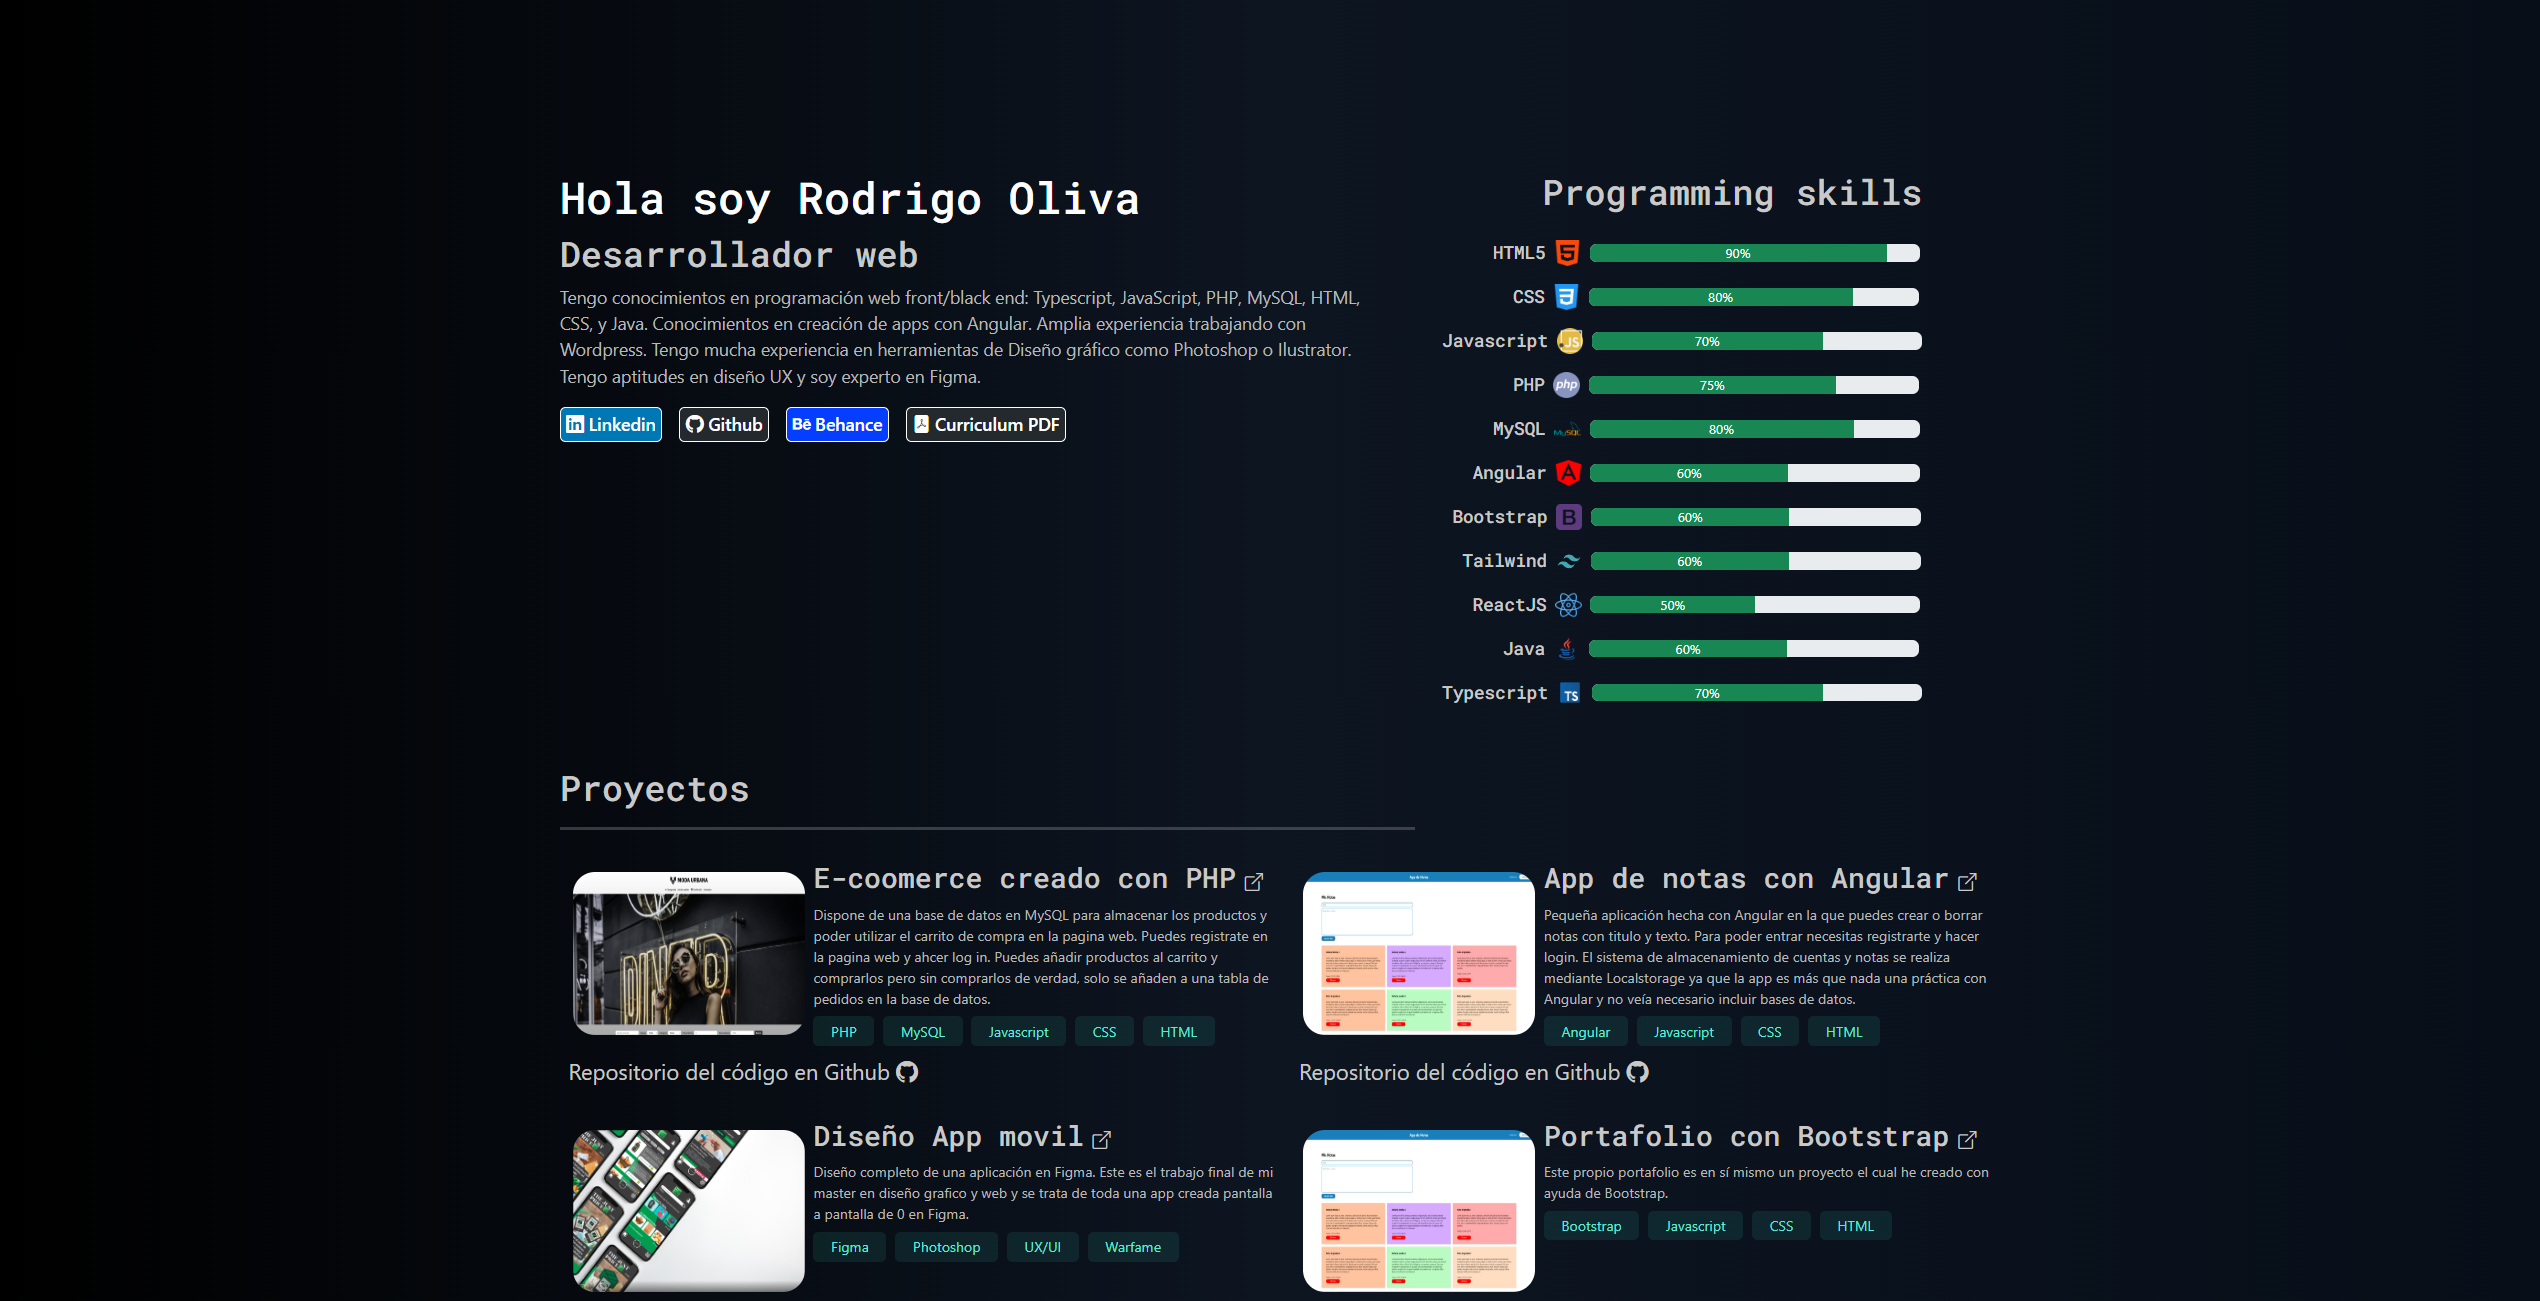 Hola soy Rodrigo Oliva
Desarrollador web
Tengo conocimientos en programación web front/black end: Typescript, JavaScript, PHP, MySQL, HTML,
CSS, y Java. Conocimientos en creación de apps con Angular. Amplia experiencia trabajando con
Wordpress. Tengo mucha experiencia en herramientas de Diseño gráfico como Photoshop o Ilustrator.
Tengo aptitudes en diseño UX y soy experto en Figma.
Linkedin Github Behance Curriculum PDF
Programming skills
HTML5 90%
CSS 80%
Javascript JS 70%
PHP php 75%
MySQL MySQL 80%
Angular 60%
Bootstrap B 60%
Tailwind 60%
ReactJS 50%
Java 60%
Typescript TS 70%
Proyectos
MODA URBANA
E-coomerce creado con PHP
Dispone de una base de datos en MySQL para almacenar los productos y
poder utilizar el carrito de compra en la pagina web. Puedes registrate en
la pagina web y ahcer log in. Puedes añadir productos al carrito y
comprarlos pero sin comprarlos de verdad, solo se añaden a una tabla de
pedidos en la base de datos.
PHP MySQL Javascript CSS HTML
Repositorio del código en Github
App de notas con Angular
Pequeña aplicación hecha con Angular en la que puedes crear o borrar
notas con titulo y texto. Para poder entrar necesitas registrarte y hacer
login. El sistema de almacenamiento de cuentas y notas se realiza
mediante Localstorage ya que la app es más que nada una práctica con
Angular y no veía necesario incluir bases de datos.
Angular Javascript CSS HTML
Repositorio del código en Github
Diseño App movil
Diseño completo de una aplicación en Figma. Este es el trabajo final de mi
master en diseño grafico y web y se trata de toda una app creada pantalla
a pantalla de 0 en Figma.
Figma Photoshop UX/UI Warfame
Portafolio con Bootstrap
Este propio portafolio es en sí mismo un proyecto el cual he creado con
ayuda de Bootstrap.
Bootstrap Javascript CSS HTML